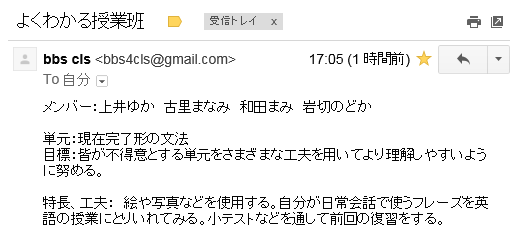 よくわかる授業班
受信トレイ x
bbs cls <bbs4cls@gmail.com>
17:05 (1 時間前)
To 自分
メンバー：上井ゆか　古里まなみ　和田まみ　岩切のどか
単元：現在完了形の文法
目標：皆が不得意とする単元をさまざまな工夫を用いてより理解しやすいよう
に努める。
特長、工夫：　絵や写真などを使用する。自分が日常会話で使うフレーズを英
語の授業にとりいれてみる。小テストなどを通して前回の復習をする。